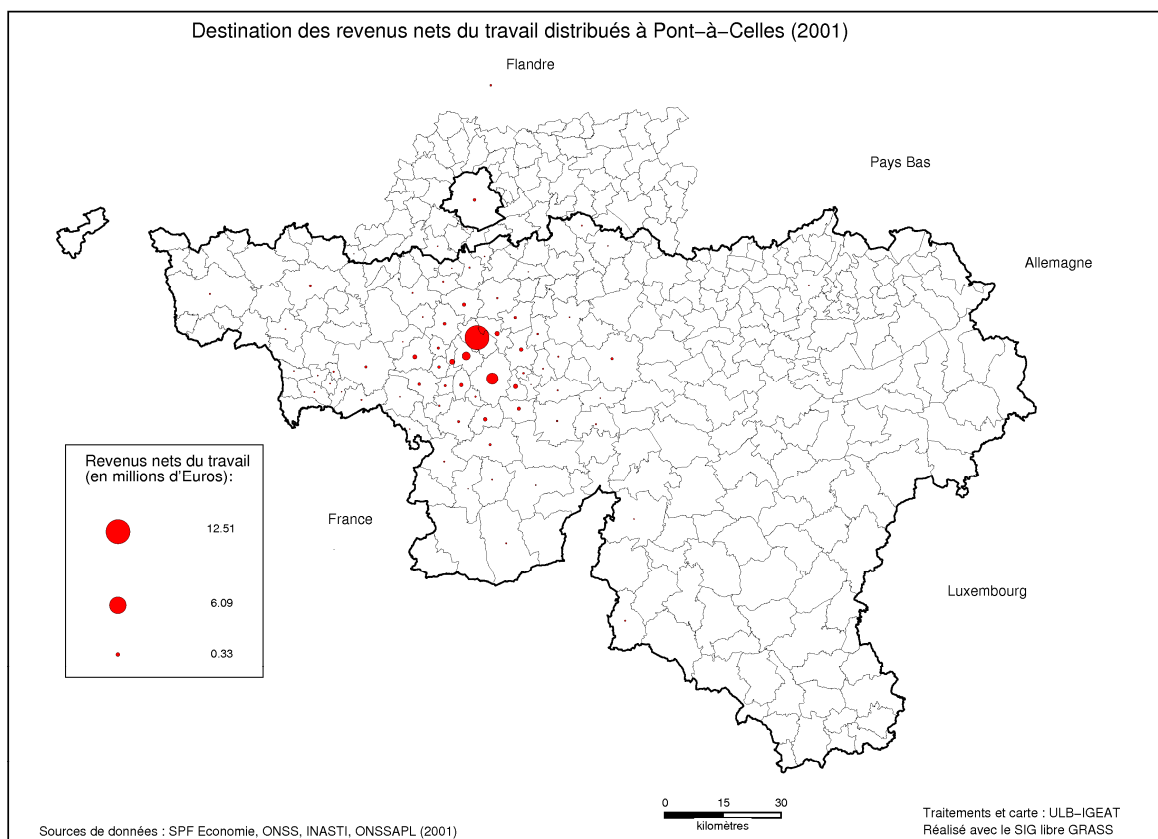 Destination des revenus nets du travail distribués à Pont−à−Celles (2001)
Flandre
Pays Bas
Allemagne
Revenus nets du travail
(en millions d'Euros):
12.51
6.09
0.33
France
Luxembourg
0 15 30
kilomètres
Sources de données : SPF Economie, ONSS, INASTI, ONSSAPL (2001)
Traitements et carte : ULB−IGEAT
Réalisé avec le SIG libre GRASS